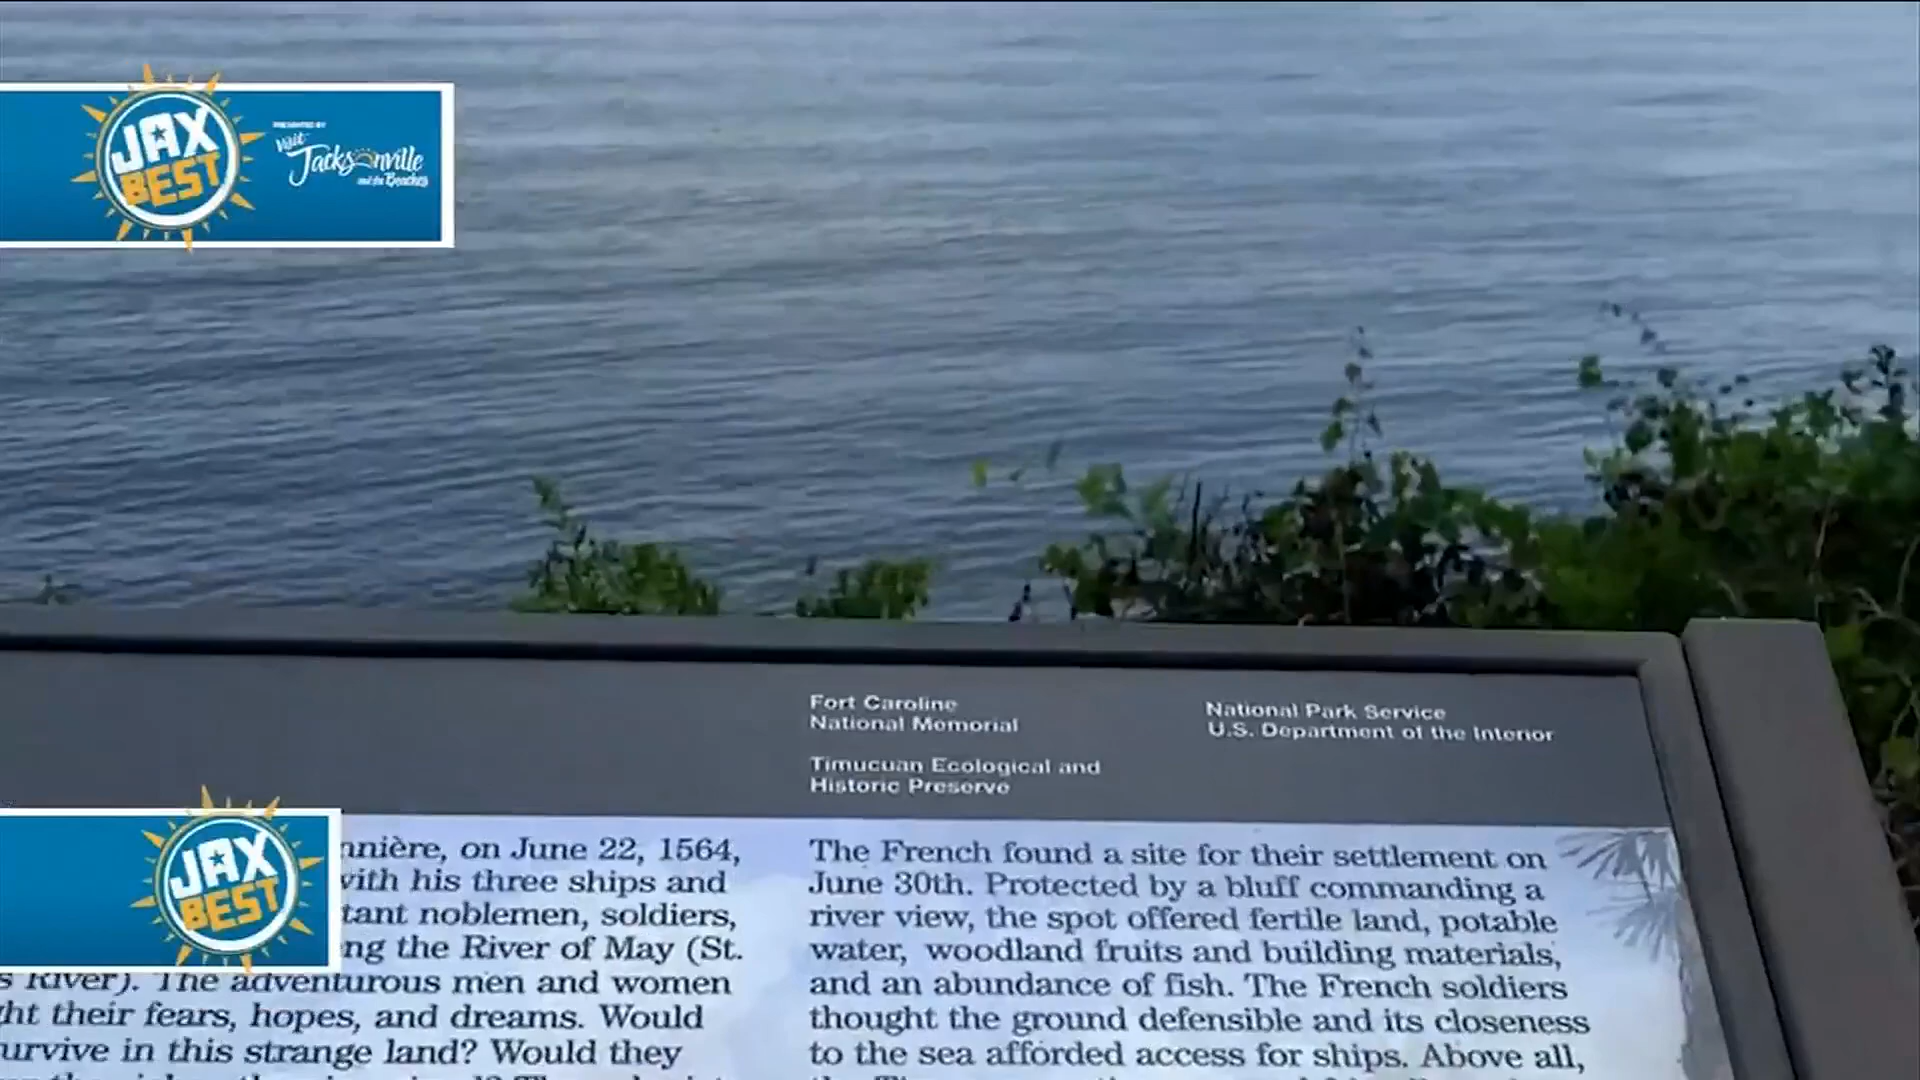 JAX
BEST
PRESENTED BY
Visit
Jacksonville
and the Beaches
Fort Caroline
National Memorial
Timucuan Ecological and
Historic Preserve
National Park Service
U.S. Department of the Interior
JAX
BEST
nnière, on June 22, 1564,
with his three ships and
tant noblemen, soldiers,
ng the River of May (St.
s River). The adventurous men and women
ght their fears, hopes, and dreams. Would
urvive in this strange land? Would they
The French found a site for their settlement on
June 30th. Protected by a bluff commanding a
river view, the spot offered fertile land, potable
water, woodland fruits and building materials,
and an abundance of fish. The French soldiers
thought the ground defensible and its closeness
to the sea afforded access for ships. Above all,